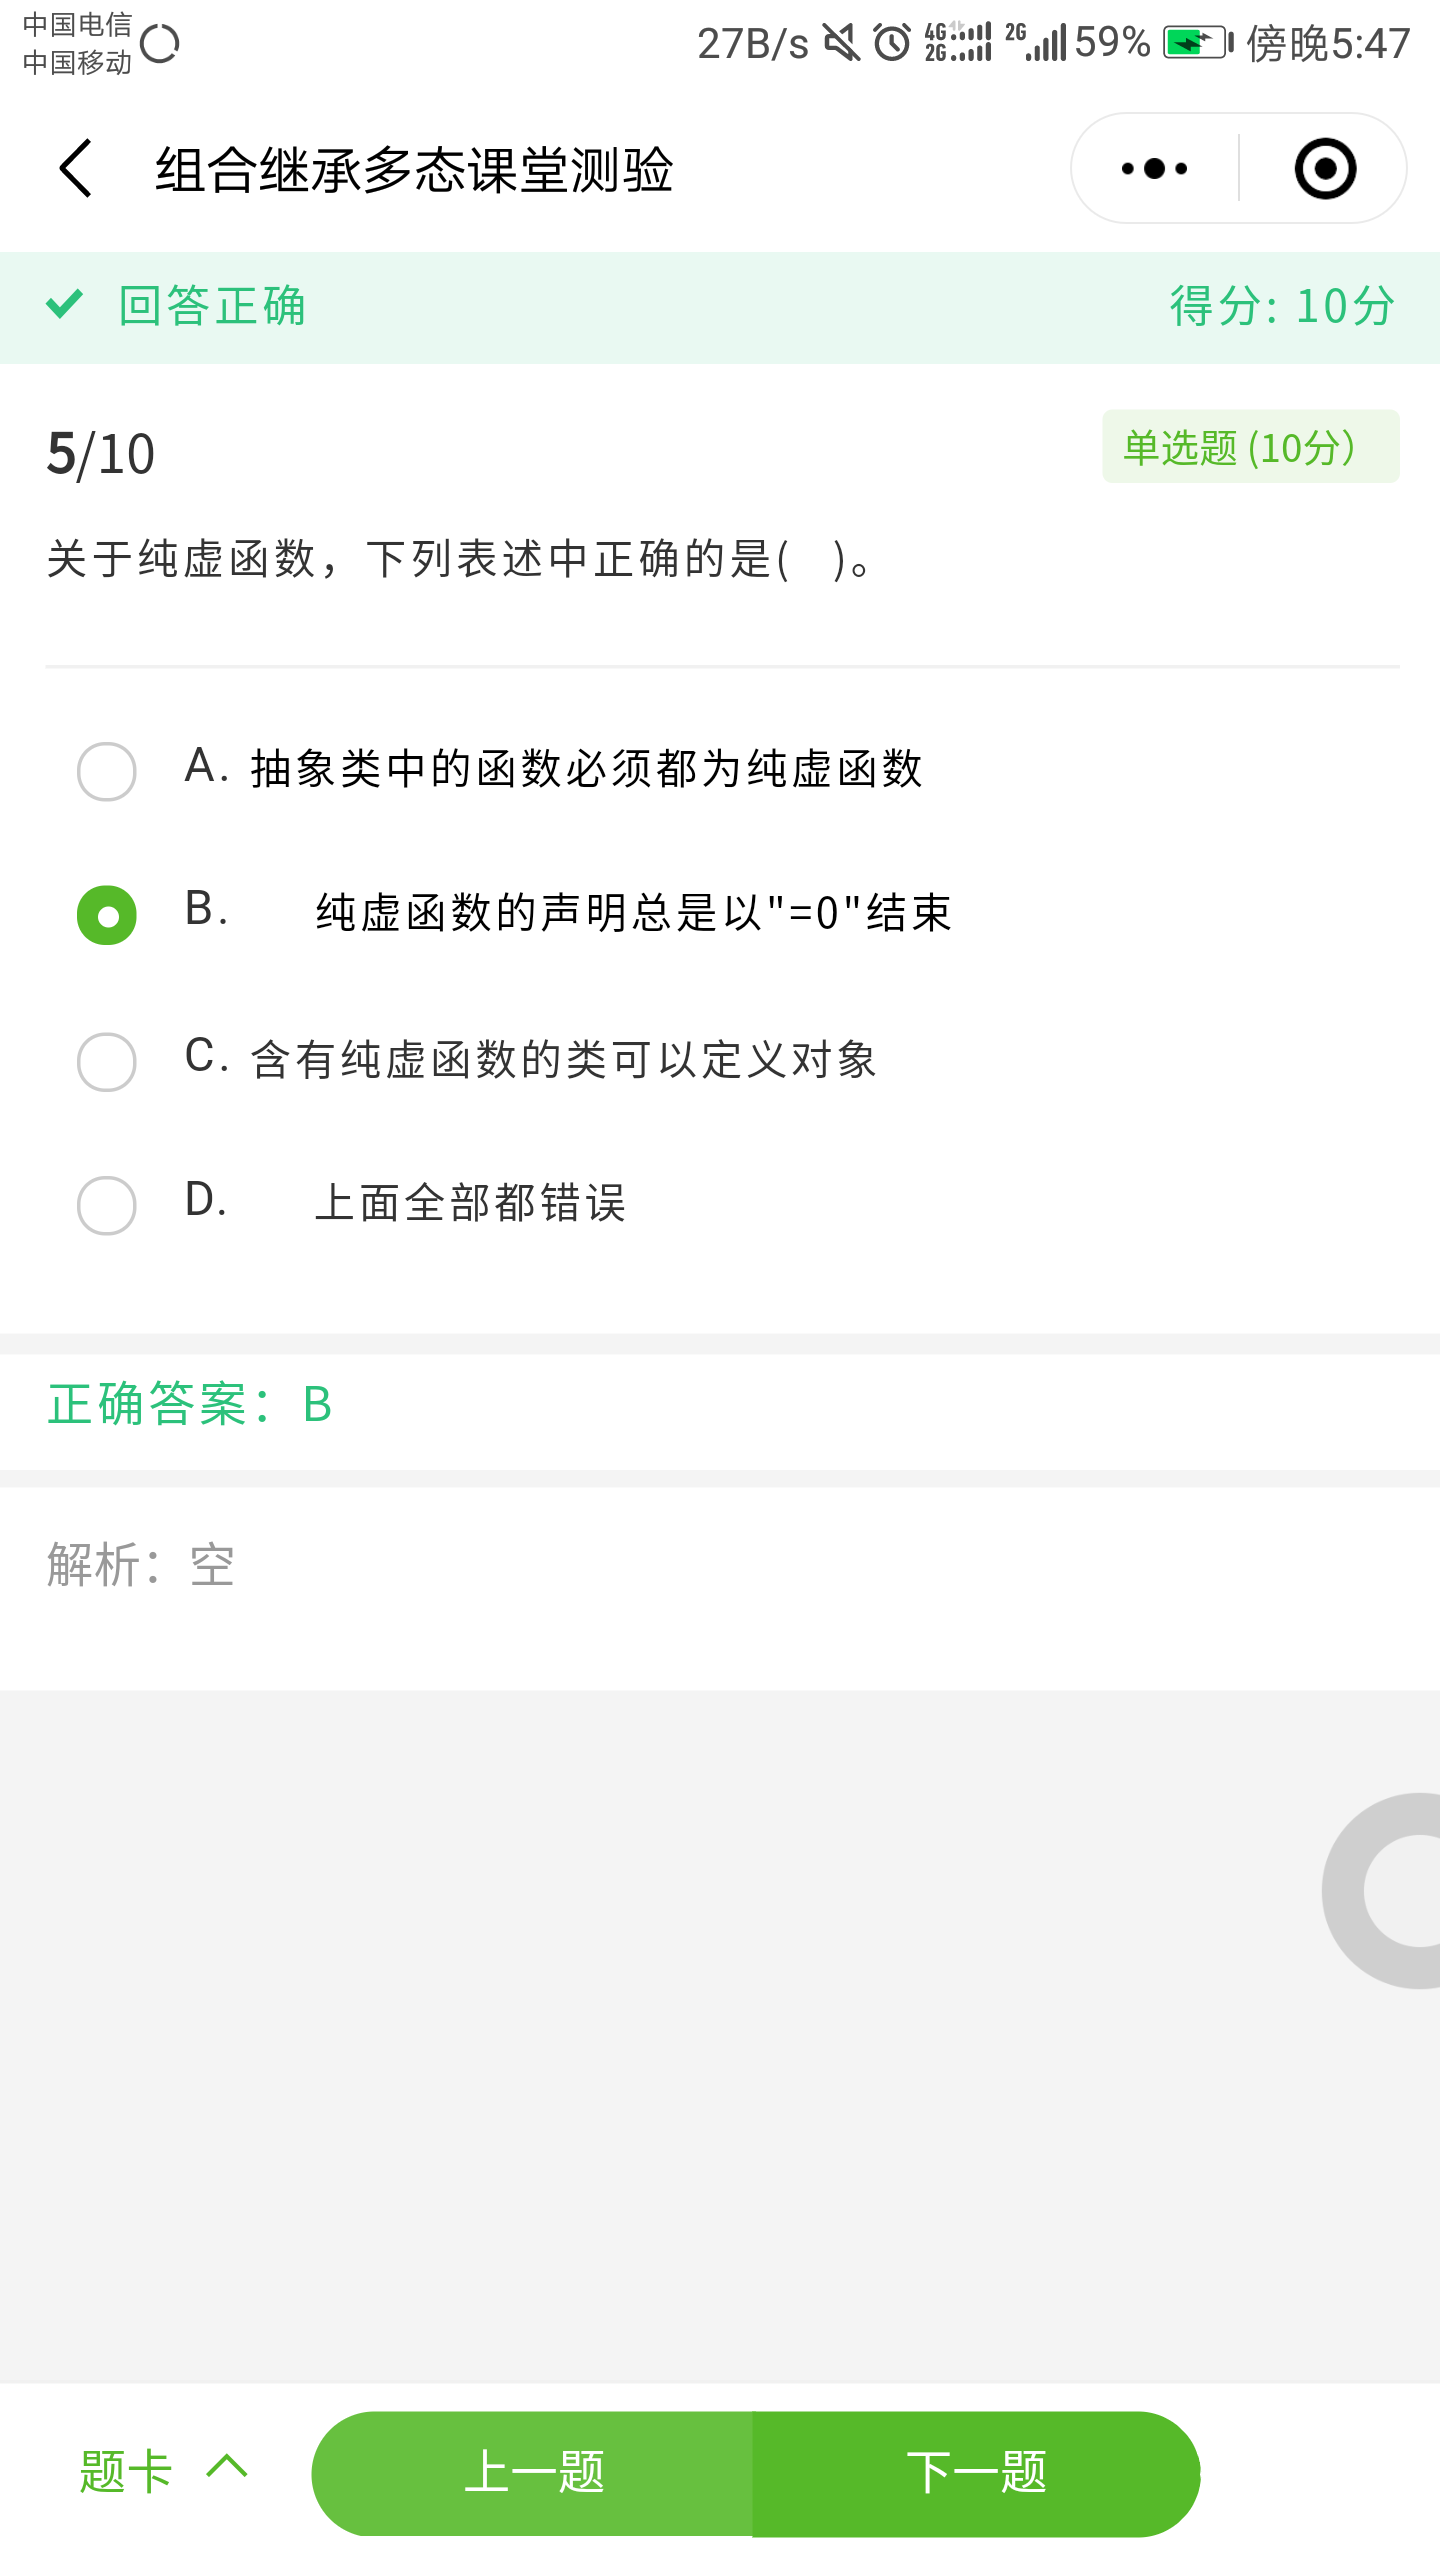 中国电信
中国移动
27B/s 4G 2G 2G 59% 傍晚5:47
组合继承多态课堂测验
回答正确 得分: 10分
5/10 单选题 (10分)
关于纯虚函数，下列表述中正确的是( )。
A. 抽象类中的函数必须都为纯虚函数
B. 纯虚函数的声明总是以"=0"结束
C. 含有纯虚函数的类可以定义对象
D. 上面全部都错误
正确答案：B
解析：空
题卡 上一题 下一题